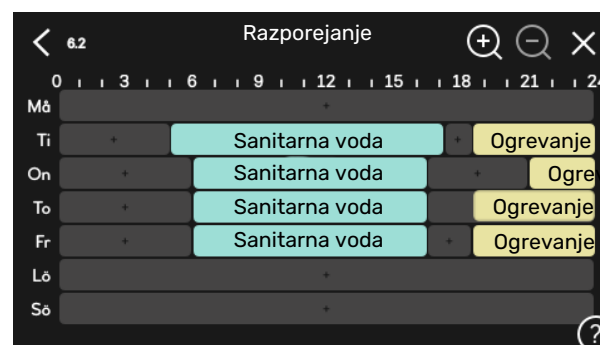 6.2 Razporejanje
0 3 6 9 12 15 18 21 24
Må
Ti Sanitarna voda Ogrevanje
On Sanitarna voda Ogre
To Sanitarna voda Ogrevanje
Fr Sanitarna voda Ogrevanje
Lö
Sö
?